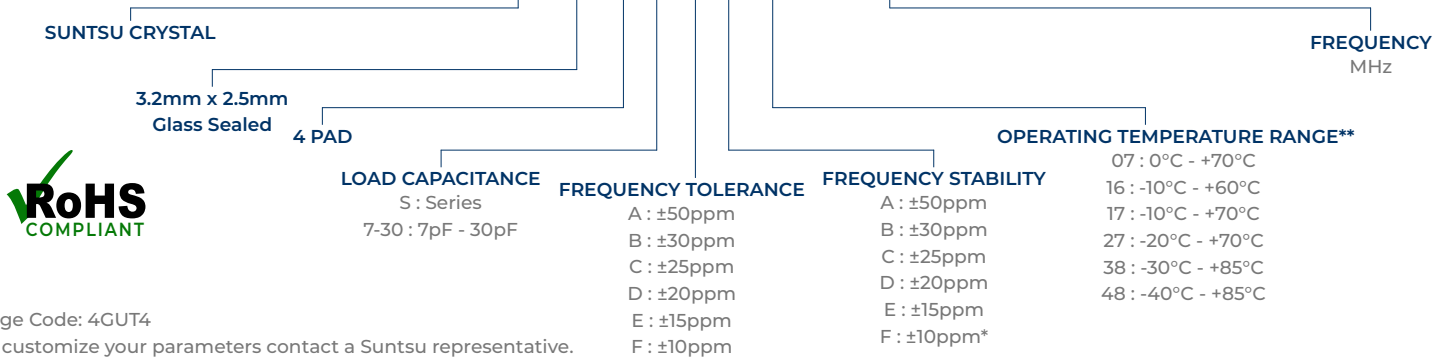 SUNTSU CRYSTAL
3.2mm x 2.5mm
Glass Sealed
4 PAD
LOAD CAPACITANCE
S : Series
7-30 : 7pF - 30pF
FREQUENCY TOLERANCE
A : ±50ppm
B : ±30ppm
C : ±25ppm
D : ±20ppm
E : ±15ppm
F : ±10ppm
FREQUENCY STABILITY
A : ±50ppm
B : ±30ppm
C : ±25ppm
D : ±20ppm
E : ±15ppm
F : ±10ppm*
OPERATING TEMPERATURE RANGE**
07 : 0°C - +70°C
16 : -10°C - +60°C
17 : -10°C - +70°C
27 : -20°C - +70°C
38 : -30°C - +85°C
48 : -40°C - +85°C
FREQUENCY
MHz
RoHS
COMPLIANT
ge Code: 4GUT4
customize your parameters contact a Suntsu representative.